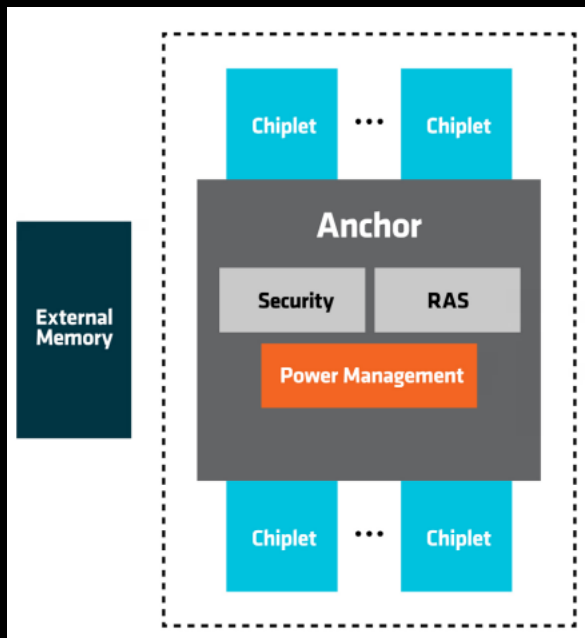 Chiplet ... Chiplet
Anchor
Security RAS
External
Memory
Power Management
Chiplet ... Chiplet